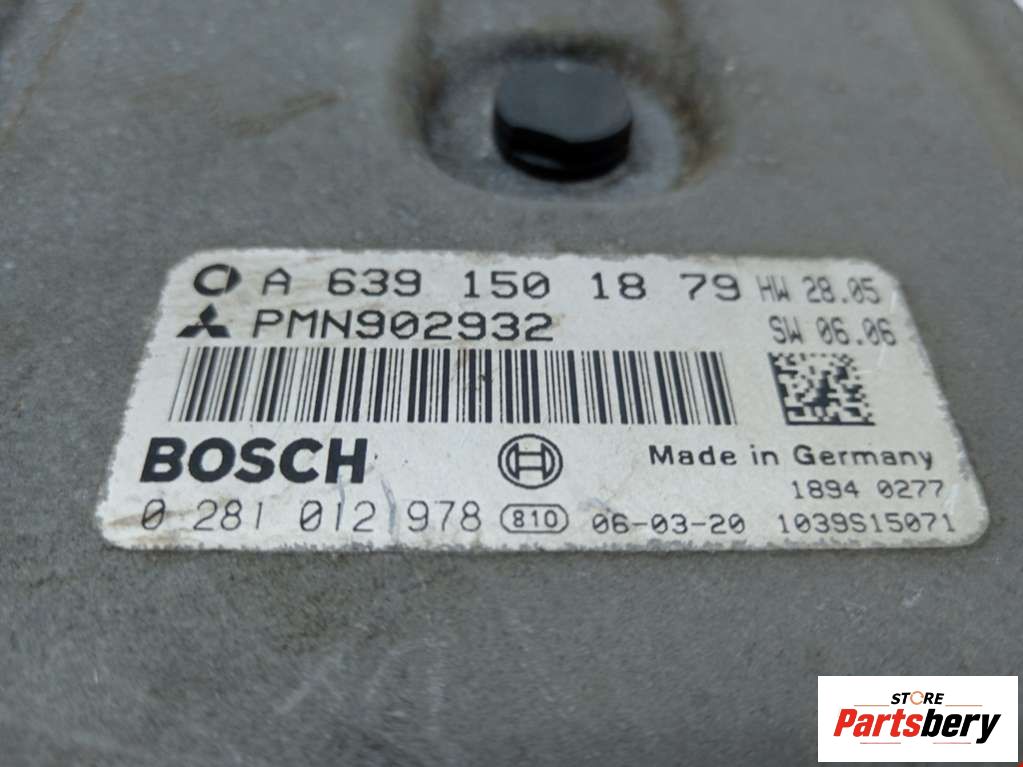 A 639 150 18 79 HW 28.05
PMN902932 SW 06.06
BOSCH Made in Germany
1894 0277
0 281 012 978 810 06-03-20 1039S15071
STORE
Partsbery